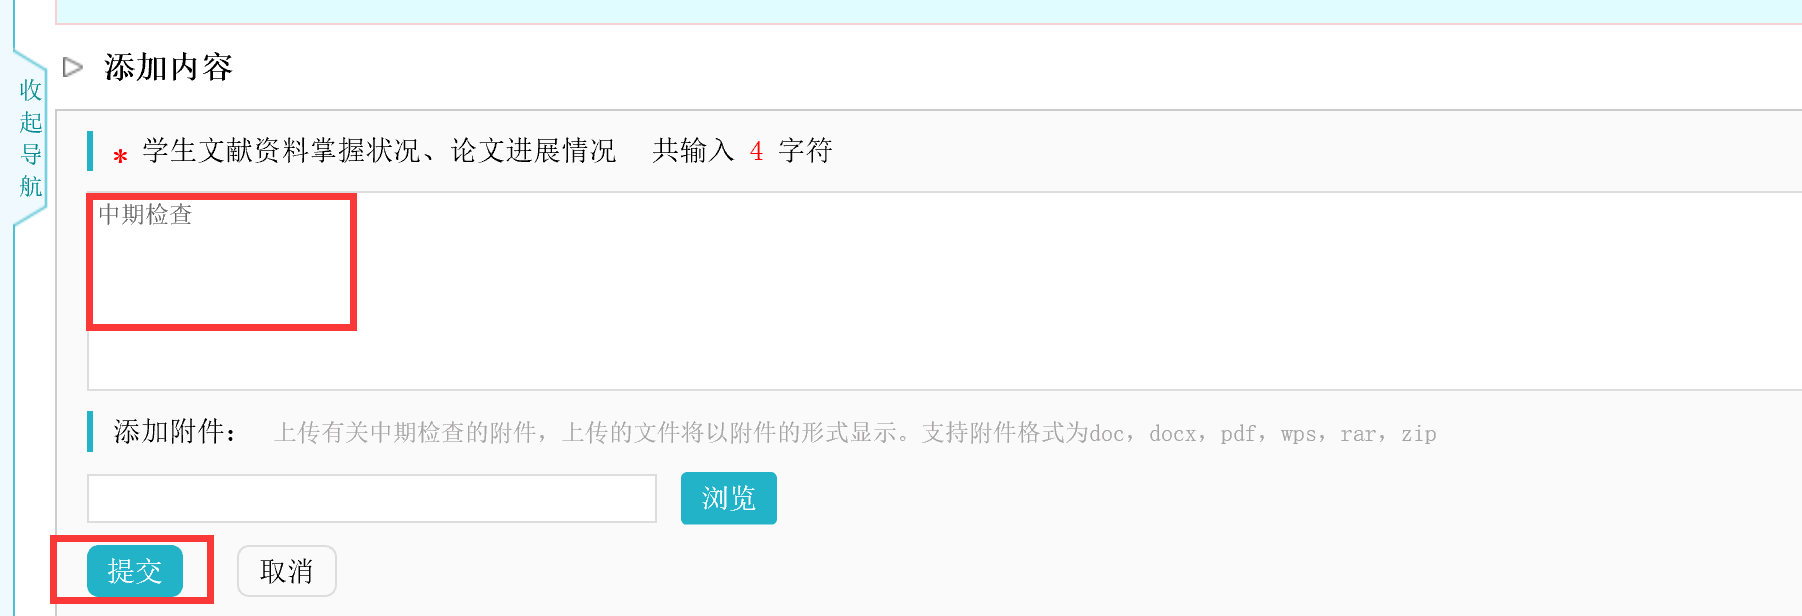 添加内容
收起导航
* 学生文献资料掌握状况、论文进展情况 共输入 4 字符
中期检查
添加附件： 上传有关中期检查的附件，上传的文件将以附件的形式显示。支持附件格式为doc，docx，pdf，wps，rar，zip
浏览
提交 取消